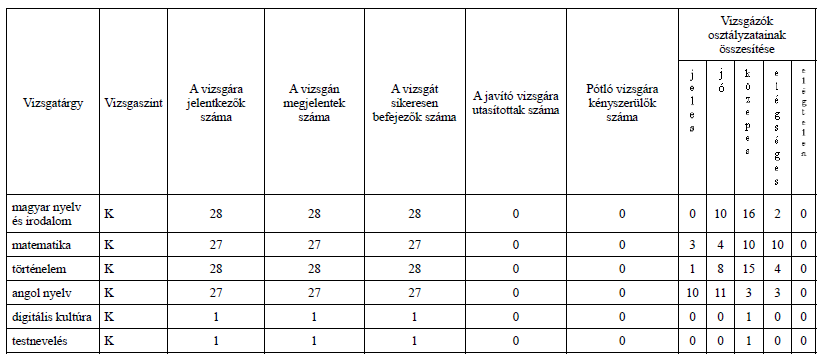 Vizsgatárgy
Vizsgaszint
A vizsgára
jelentkezők
száma
A vizsgán
megjelentek
száma
A vizsgát
sikeresen
befejezők száma
A javító vizsgára
utasítottak száma
Pótló vizsgára
kényszerülők
száma
Vizsgázók
osztályzatainak
összesítése
jeles
jó
közepes
elégséges
elégtelen
magyar nyelv
és irodalom K 28 28 28 0 0 0 10 16 2 0
matematika K 27 27 27 0 0 3 4 10 10 0
történelem K 28 28 28 0 0 1 8 15 4 0
angol nyelv K 27 27 27 0 0 10 11 3 3 0
digitális kultúra K 1 1 1 0 0 0 0 1 0 0
testnevelés K 1 1 1 0 0 0 0 1 0 0